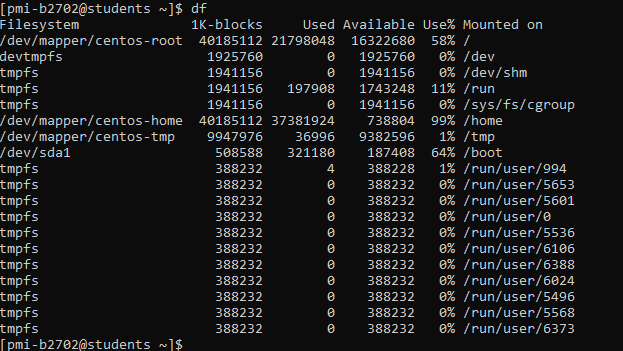 [pmi-b2702@students ~]$ df
Filesystem              1K-blocks     Used Available Use% Mounted on
/dev/mapper/centos-root  40185112 21798048  16322680  58% /
devtmpfs                  1925760        0   1925760   0% /dev
tmpfs                     1941156        0   1941156   0% /dev/shm
tmpfs                     1941156   197908   1743248  11% /run
tmpfs                     1941156        0   1941156   0% /sys/fs/cgroup
/dev/mapper/centos-home  40185112 37381924    738804  99% /home
/dev/mapper/centos-tmp    9947976    36996   9382596   1% /tmp
/dev/sda1                  508588   321180    187408  64% /boot
tmpfs                      388232        4    388228   1% /run/user/994
tmpfs                      388232        0    388232   0% /run/user/5653
tmpfs                      388232        0    388232   0% /run/user/5601
tmpfs                      388232        0    388232   0% /run/user/0
tmpfs                      388232        0    388232   0% /run/user/5536
tmpfs                      388232        0    388232   0% /run/user/6106
tmpfs                      388232        0    388232   0% /run/user/6388
tmpfs                      388232        0    388232   0% /run/user/6024
tmpfs                      388232        0    388232   0% /run/user/5496
tmpfs                      388232        0    388232   0% /run/user/5568
tmpfs                      388232        0    388232   0% /run/user/6373
[pmi-b2702@students ~]$